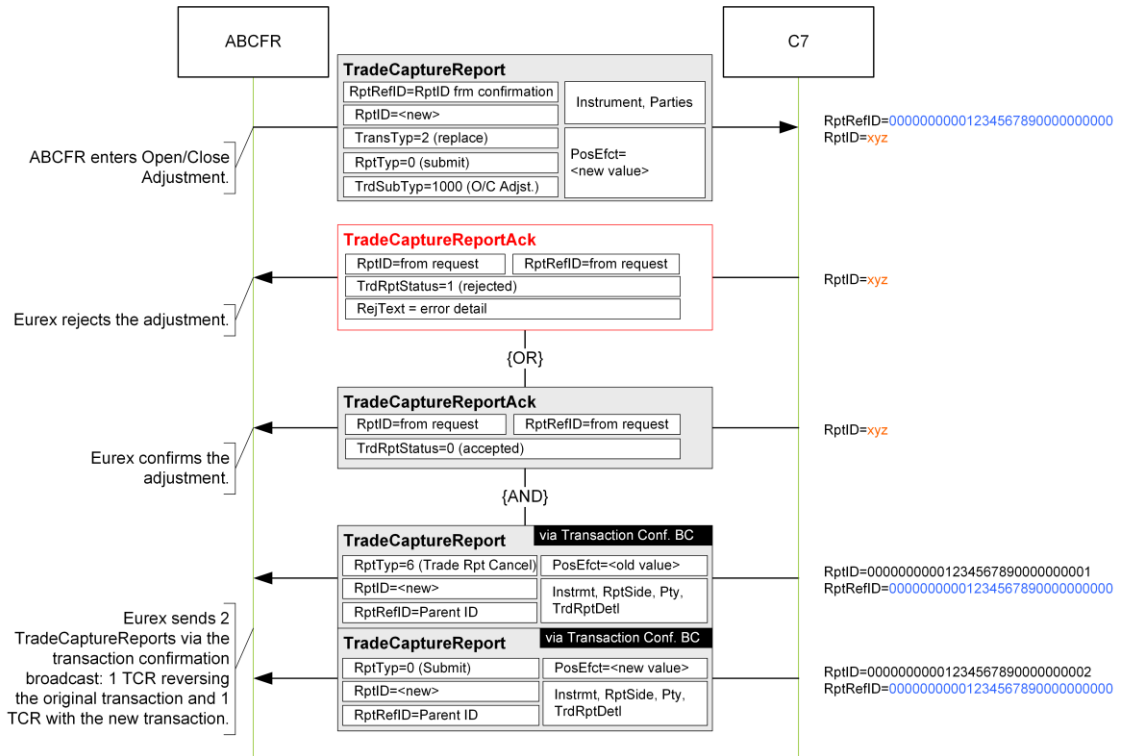 ABCFR
C7
TradeCaptureReport
RptRefID=RptID frm confirmation
RptID=<new>
TransTyp=2 (replace)
RptTyp=0 (submit)
TrdSubTyp=1000 (O/C Adjst.)
Instrument, Parties
PosEfct=
<new value>
RptRefID=0000000000123456789000000000
RptID=xyz
ABCFR enters Open/Close
Adjustment.
TradeCaptureReportAck
RptID=from request
RptRefID=from request
TrdRptStatus=1 (rejected)
RejText = error detail
RptID=xyz
Eurex rejects the adjustment.
{OR}
TradeCaptureReportAck
RptID=from request
RptRefID=from request
TrdRptStatus=0 (accepted)
RptID=xyz
Eurex confirms the
adjustment.
{AND}
via Transaction Conf. BC
TradeCaptureReport
RptTyp=6 (Trade Rpt Cancel)
RptID=<new>
RptRefID=Parent ID
PosEfct=<old value>
Instrmt, RptSide, Pty,
TrdRptDetl
RptID=0000000000123456789000000001
RptRefID=0000000000123456789000000000
Eurex sends 2
TradeCaptureReports via the
transaction confirmation
broadcast: 1 TCR reversing
the original transaction and 1
TCR with the new transaction.
via Transaction Conf. BC
TradeCaptureReport
RptTyp=0 (Submit)
RptID=<new>
RptRefID=Parent ID
PosEfct=<new value>
Instrmt, RptSide, Pty,
TrdRptDetl
RptID=0000000000123456789000000002
RptRefID=0000000000123456789000000000